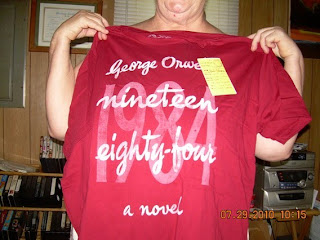 George Orwell
1984
nineteen
eighty-four
a novel
07.29.2010 10:15